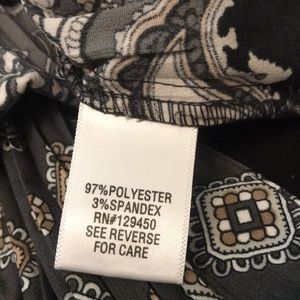 97%POLYESTER
3%SPANDEX
RN#129450
SEE REVERSE
FOR CARE